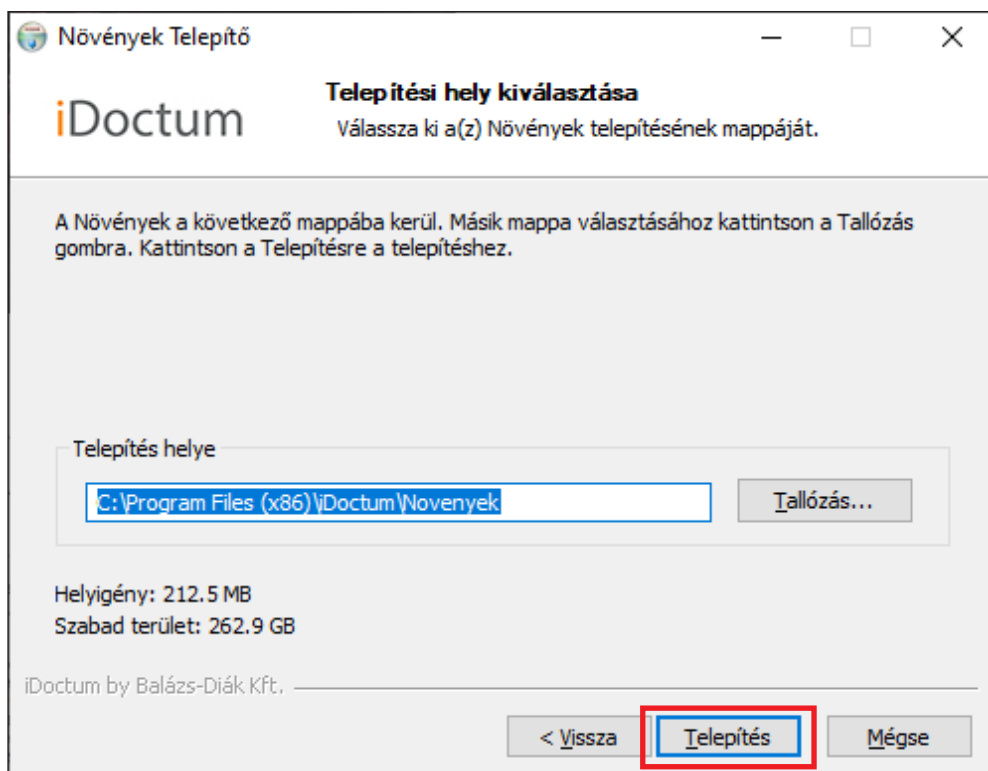 Növények Telepítő
iDoctum
Telepítési hely kiválasztása
Válassza ki a(z) Növények telepítésének mappáját.
A Növények a következő mappába kerül. Másik mappa választásához kattintson a Tallózás
gombra. Kattintson a Telepítésre a telepítéshez.
Telepítés helye
C:\Program Files (x86)\iDoctum\Novenyek
Tallózás...
Helyigény: 212.5 MB
Szabad terület: 262.9 GB
iDoctum by Balázs-Diák Kft.
< Vissza
Telepítés
Mégse